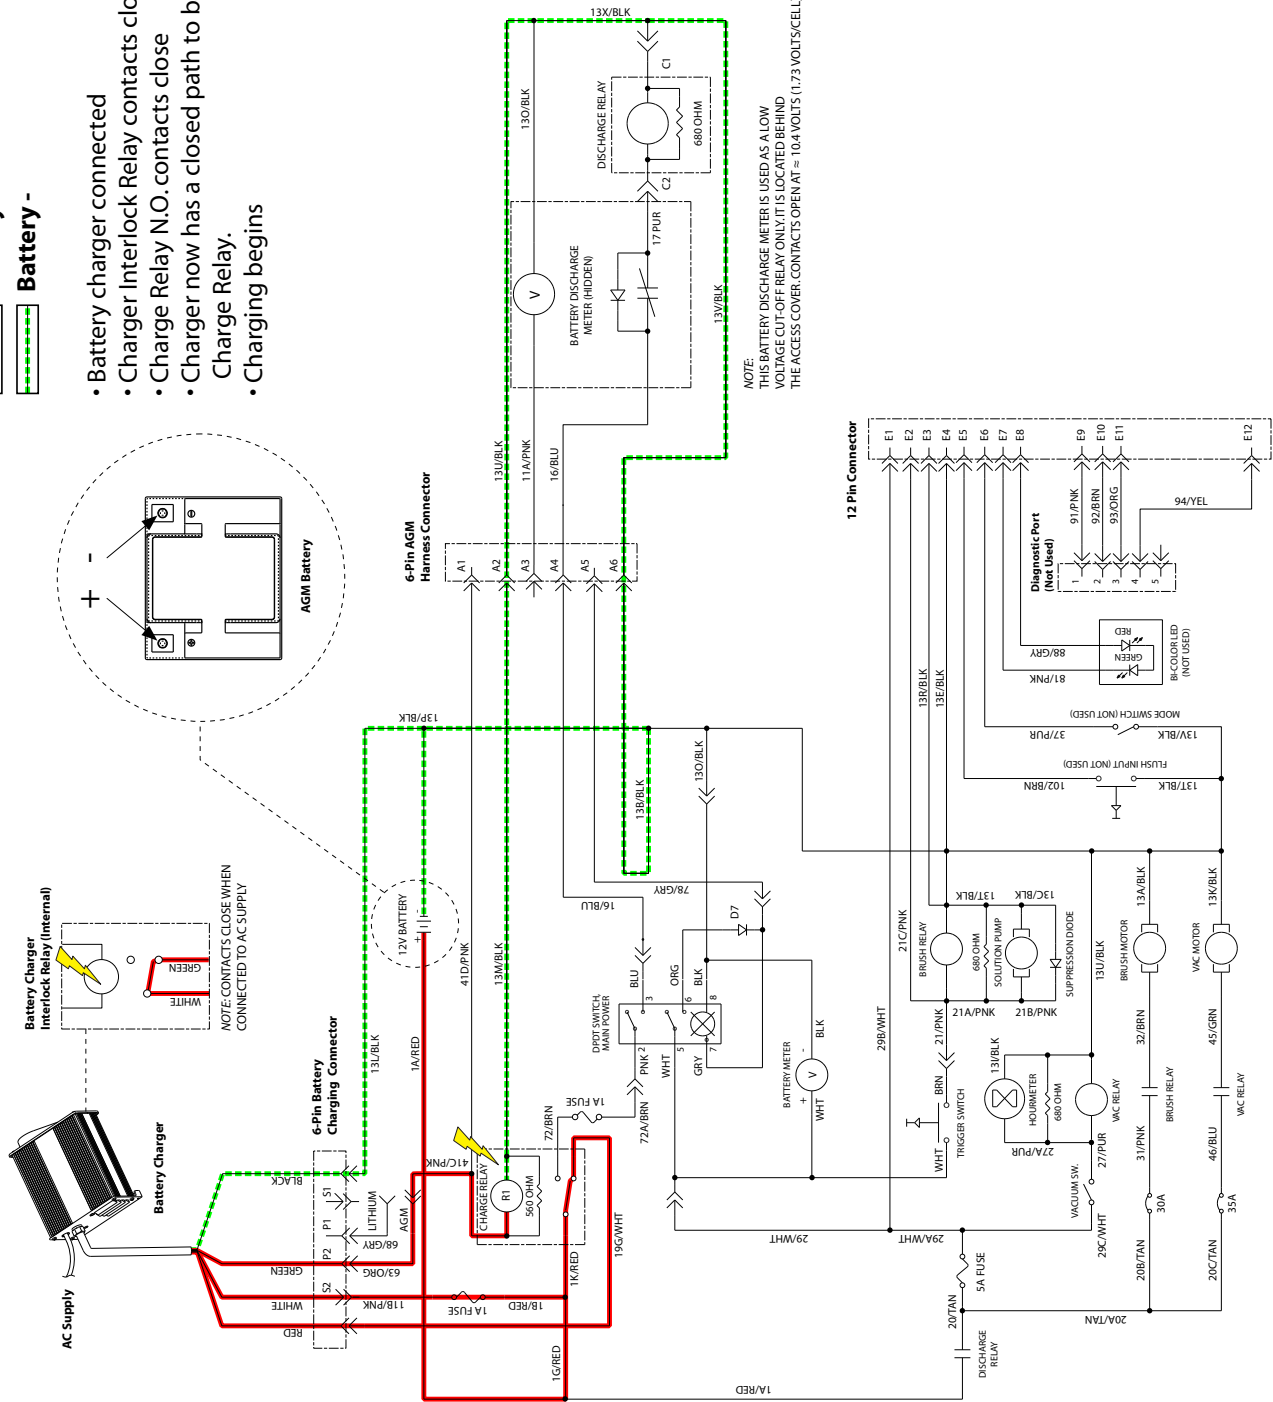 Battery -
• Battery charger connected
• Charger Interlock Relay contacts clo
• Charge Relay N.O. contacts close
• Charger now has a closed path to b
Charge Relay.
• Charging begins
13X/BLK
13O/BLK
C1
DISCHARGE RELAY
680 OHM
C2
17 PUR
BATTERY DISCHARGE
METER (HIDDEN)
V
13V/BLK
NOTE:
THIS BATTERY DISCHARGE METER IS USED AS A LOW
VOLTAGE CUT-OFF RELAY ONLY. IT IS LOCATED BEHIND
THE ACCESS COVER. CONTACTS OPEN AT ≈ 10.4 VOLTS (1.73 VOLTS/CELL
13U/BLK
11A/PNK
16/BLU
6-Pin AGM
Harness Connector
A1
A2
A3
A4
A5
A6
+ -
AGM Battery
12 Pin Connector
E1
E2
E3
E4
E5
E6
E7
E8
E9
E10
E11
E12
91/PNK
92/BRN
93/ORG
94/YEL
Diagnostic Port
(Not Used)
1
2
3
4
5
RED
GREEN
BI-COLOR LED
(NOT USED)
88/GRY
81/PNK
13R/BLK
13E/BLK
MODE SWITCH (NOT USED)
37/PUR
13V/BLK
FLUSH INPUT (NOT USED)
102/BRN
13T/BLK
13P/BLK
13O/BLK
13B/BLK
78/GRY
16/BLU
Battery Charger
Interlock Relay (Internal)
GREEN
WHITE
NOTE: CONTACTS CLOSE WHEN
CONNECTED TO AC SUPPLY
12V BATTERY
+ -
41D/PNK
13M/BLK
13L/BLK
1A/RED
6-Pin Battery
Charging Connector
Battery Charger
AC Supply
BLACK
S1
P1
P2
S2
LITHIUM
AGM
68/GRY
GREEN
63/ORG
WHITE
11B/PNK
1A FUSE
1B/RED
RED
41C/PNK
CHARGE RELAY
R1
560 OHM
1K/RED
19G/WHT
1G/RED
1A/RED
72/BRN
1A FUSE
72A/BRN
DPDT SWITCH,
MAIN POWER
BLU
3
ORG
6
BLK
8
PNK
2
WHT
5
GRY
7
D7
BATTERY METER
V
+ -
WHT
BLK
29/WHT
29A/WHT
29B/WHT
21C/PNK
BRUSH RELAY
680 OHM
SOLUTION PUMP
SUPPRESSION DIODE
13T/BLK
13C/BLK
21/PNK
21A/PNK
21B/PNK
BRN
WHT
TRIGGER SWITCH
13U/BLK
13I/BLK
HOURMETER
680 OHM
VAC RELAY
27A/PUR
27/PUR
VACUUM SW.
29C/WHT
13A/BLK
BRUSH MOTOR
32/BRN
BRUSH RELAY
31/PNK
30A
20B/TAN
13K/BLK
VAC MOTOR
45/GRN
VAC RELAY
46/BLU
35A
20C/TAN
5A FUSE
20/TAN
20A/TAN
DISCHARGE
RELAY